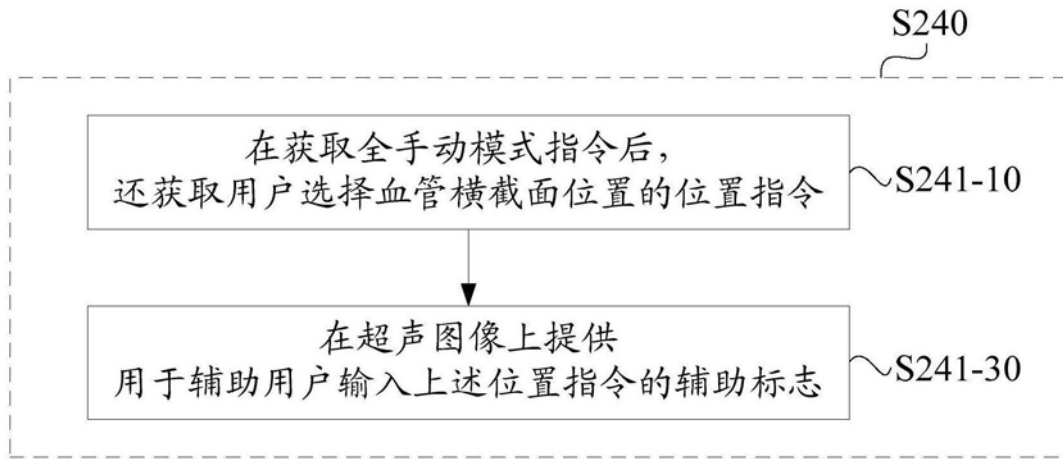 S240
在获取全手动模式指令后，
还获取用户选择血管横截面位置的位置指令
S241-10
在超声图像上提供
用于辅助用户输入上述位置指令的辅助标志
S241-30